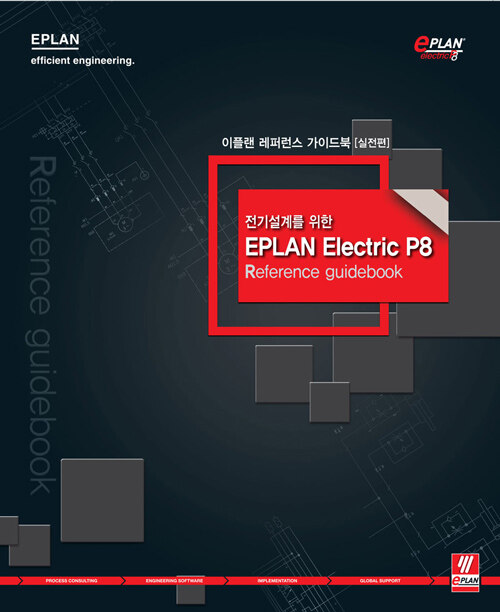 EPLAN
efficient engineering.
ePLAN®
electric P8
이플랜 레퍼런스 가이드북 [실전편]
전기설계를 위한
EPLAN Electric P8
Reference guidebook
Reference guidebook
PROCESS CONSULTING
ENGINEERING SOFTWARE
IMPLEMENTATION
GLOBAL SUPPORT
ePLAN